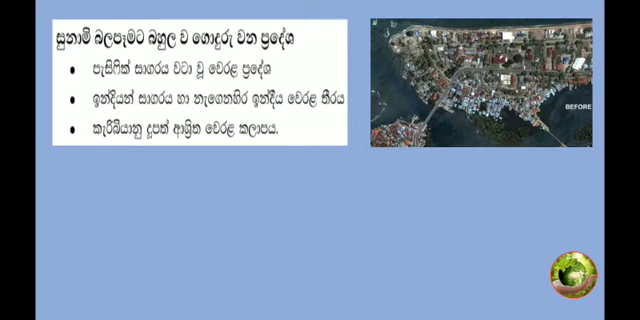 සුනාමි බලපෑමට බහුල ව ගොදුරු වන ප්‍රදේශ
● පැසිෆික් සාගරය වටා වූ වෙරළ ප්‍රදේශ
● ඉන්දියන් සාගරය හා නැගෙනහිර ඉන්දීය වෙරළ තීරය
● කැරිබියානු දූපත් ආශ්‍රිත වෙරළ කලාපය.
BEFORE